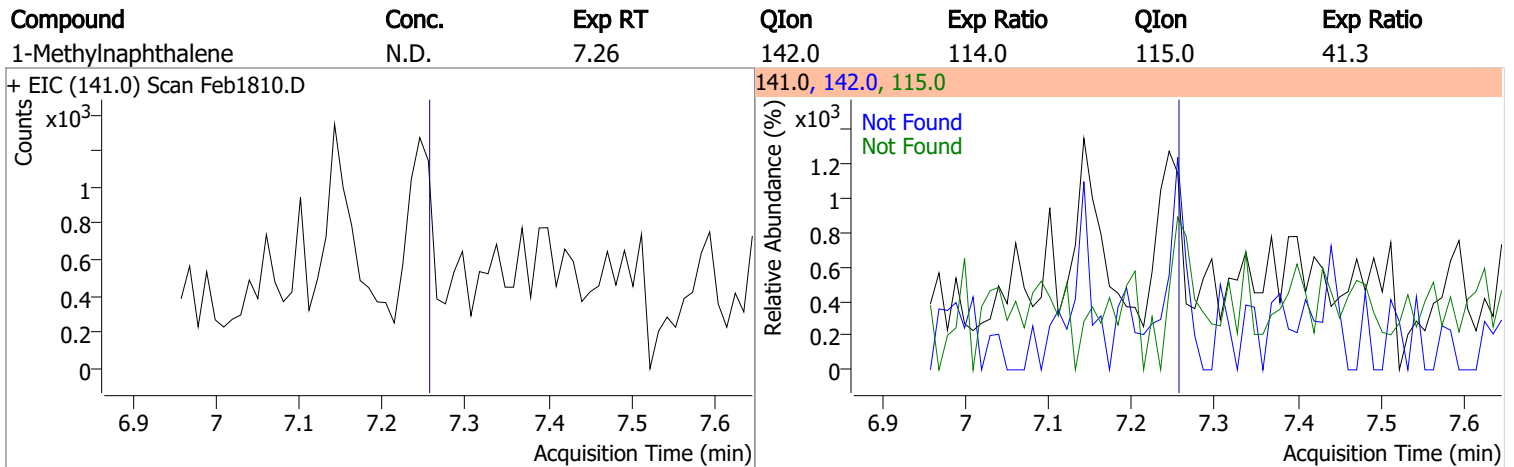 Compound Conc. Exp RT QIon Exp Ratio QIon Exp Ratio
1-Methylnaphthalene N.D. 7.26 142.0 114.0 115.0 41.3
+ EIC (141.0) Scan Feb1810.D
Counts
x10³
1
0.8
0.6
0.4
0.2
0
6.9 7 7.1 7.2 7.3 7.4 7.5 7.6
Acquisition Time (min)
141.0, 142.0, 115.0
Relative Abundance (%)
x10³
Not Found
Not Found
1.2
1
0.8
0.6
0.4
0.2
0
6.9 7 7.1 7.2 7.3 7.4 7.5 7.6
Acquisition Time (min)